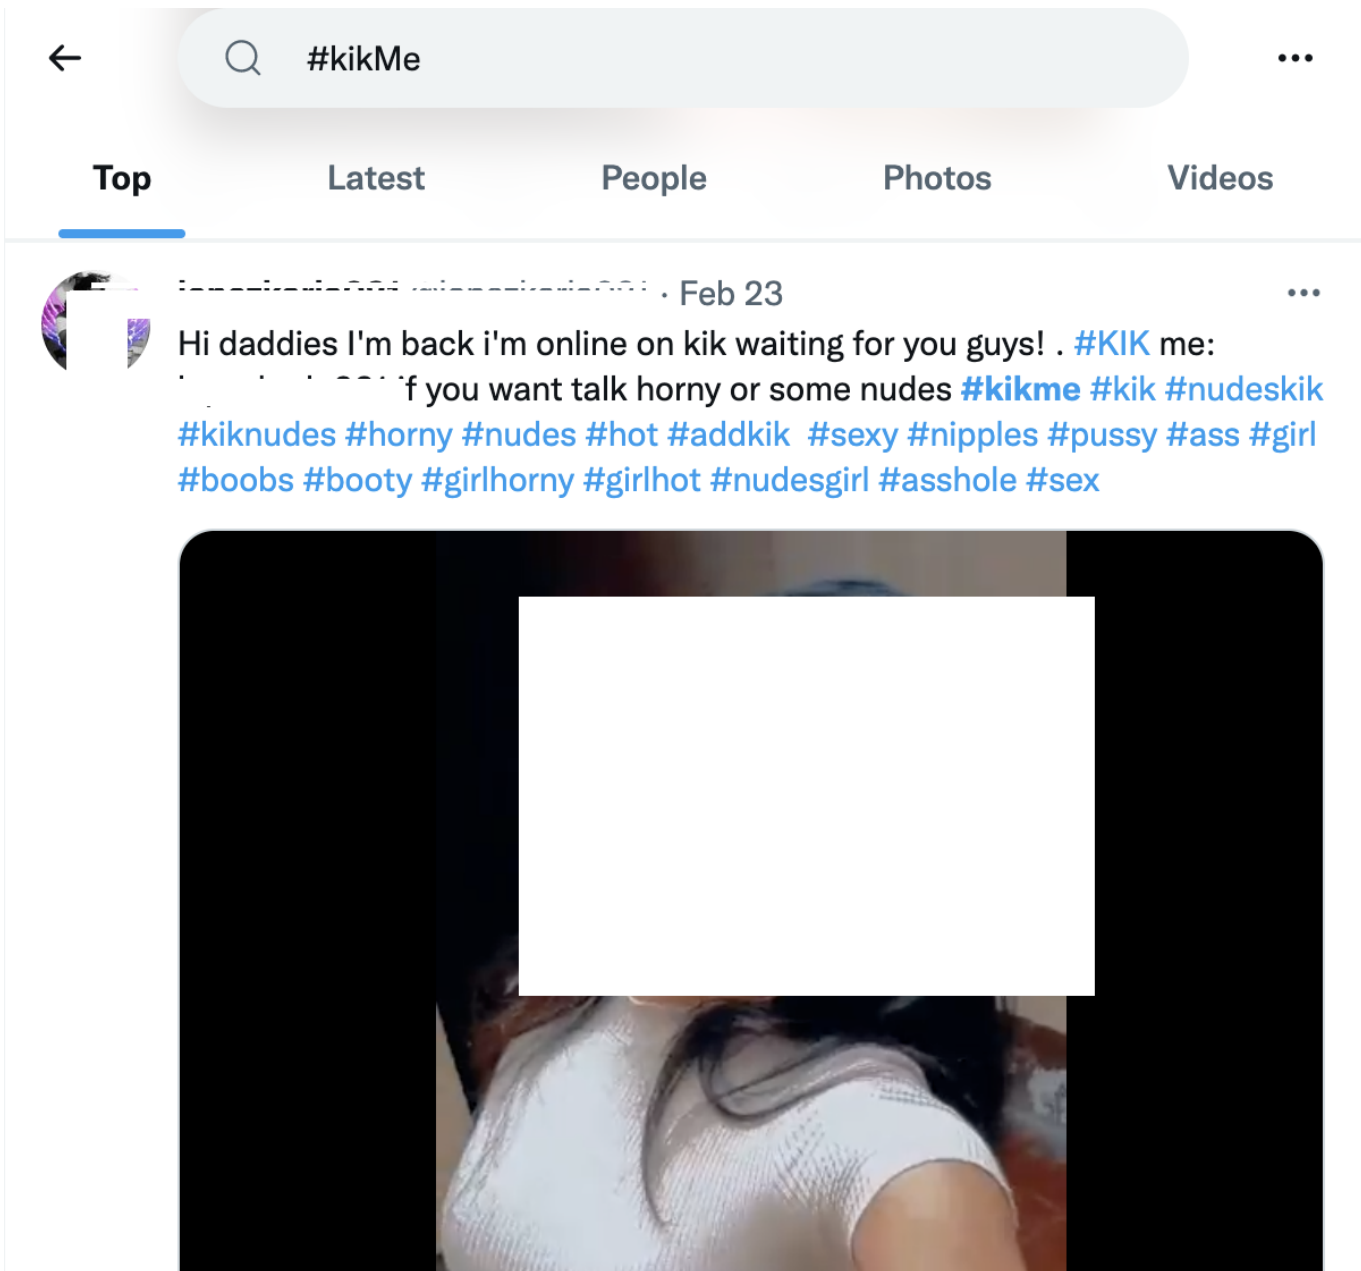 #kikMe
Top Latest People Photos Videos
· Feb 23
Hi daddies I'm back i'm online on kik waiting for you guys! . #KIK me:
if you want talk horny or some nudes #kikme #kik #nudeskik
#kiknudes #horny #nudes #hot #addkik #sexy #nipples #pussy #ass #girl
#boobs #booty #girlhorny #girlhot #nudesgirl #asshole #sex